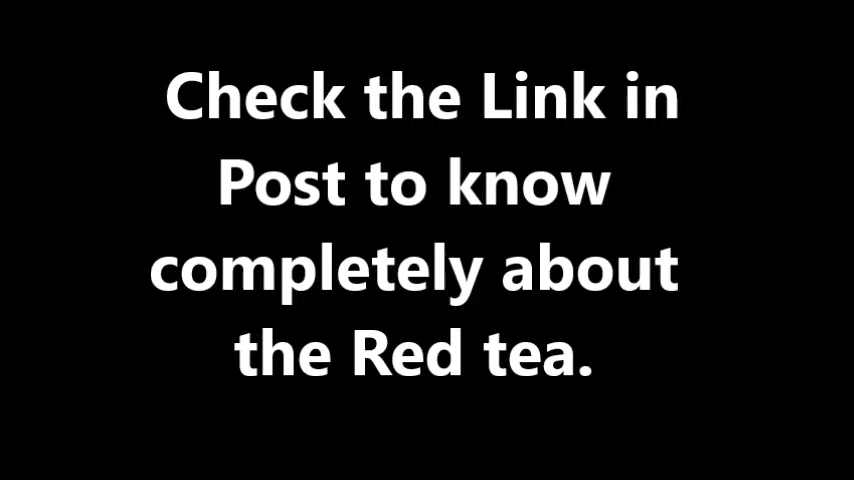 Check the Link in
Post to know
completely about
the Red tea.